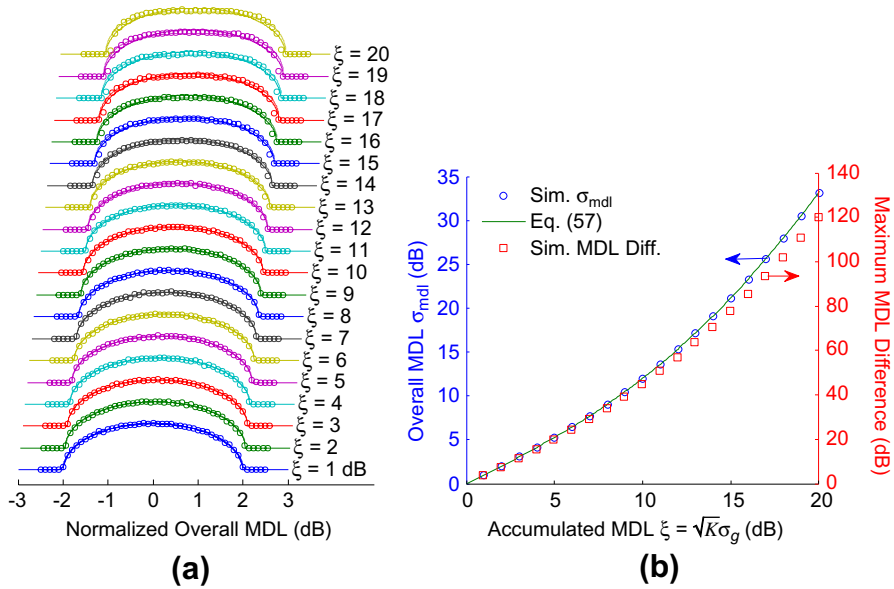 ξ = 20
ξ = 19
ξ = 18
ξ = 17
ξ = 16
ξ = 15
ξ = 14
ξ = 13
ξ = 12
ξ = 11
ξ = 10
ξ = 9
ξ = 8
ξ = 7
ξ = 6
ξ = 5
ξ = 4
ξ = 3
ξ = 2
ξ = 1 dB
-3 -2 -1 0 1 2 3
Normalized Overall MDL (dB)
(a)
Overall MDL σmdl (dB)
35
30
25
20
15
10
5
0
Sim. σmdl
Eq. (57)
Sim. MDL Diff.
140
120
100
80
60
40
20
0
Maximum MDL Difference
(dB)
0 5 10 15 20
Accumulated MDL ξ = √Kσg (dB)
(b)